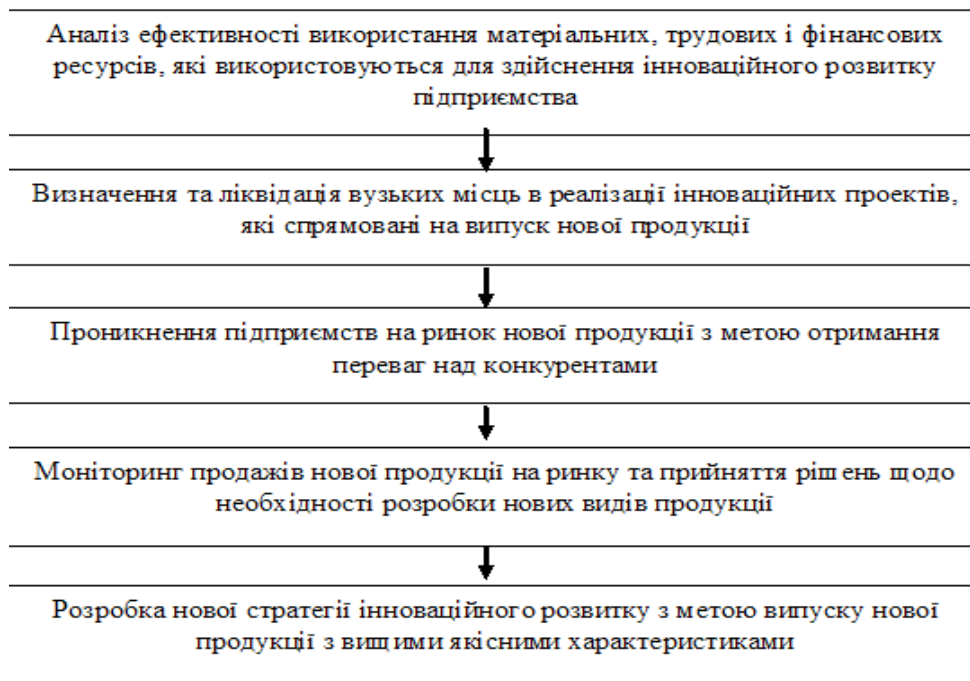 Аналіз ефективності використання матеріальних, трудових і фінансових
ресурсів, які використовуються для здійснення інноваційного розвитку
підприємства
Визначення та ліквідація вузьких місць в реалізації інноваційних проектів,
які спрямовані на випуск нової продукції
Проникнення підприємств на ринок нової продукції з метою отримання
переваг над конкурентами
Моніторинг продажів нової продукції на ринку та прийняття рішень щодо
необхідності розробки нових видів продукції
Розробка нової стратегії інноваційного розвитку з метою випуску нової
продукції з вищими якісними характеристиками